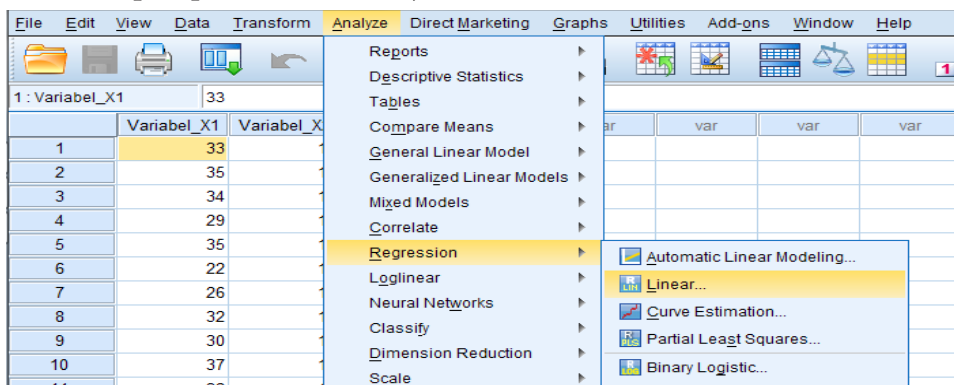 File Edit View Data Transform Analyze Direct Marketing Graphs Utilities Add-ons Window Help
1 : Variabel_X1 33
Variabel_X1 Variabel_X var var var
1 33
2 35
3 34
4 29
5 35
6 22
7 26
8 32
9 30
10 37
Reports
Descriptive Statistics
Tables
Compare Means
General Linear Model
Generalized Linear Models
Mixed Models
Correlate
Regression
Loglinear
Neural Networks
Classify
Dimension Reduction
Scale
Automatic Linear Modeling...
Linear...
Curve Estimation...
Partial Least Squares...
Binary Logistic...